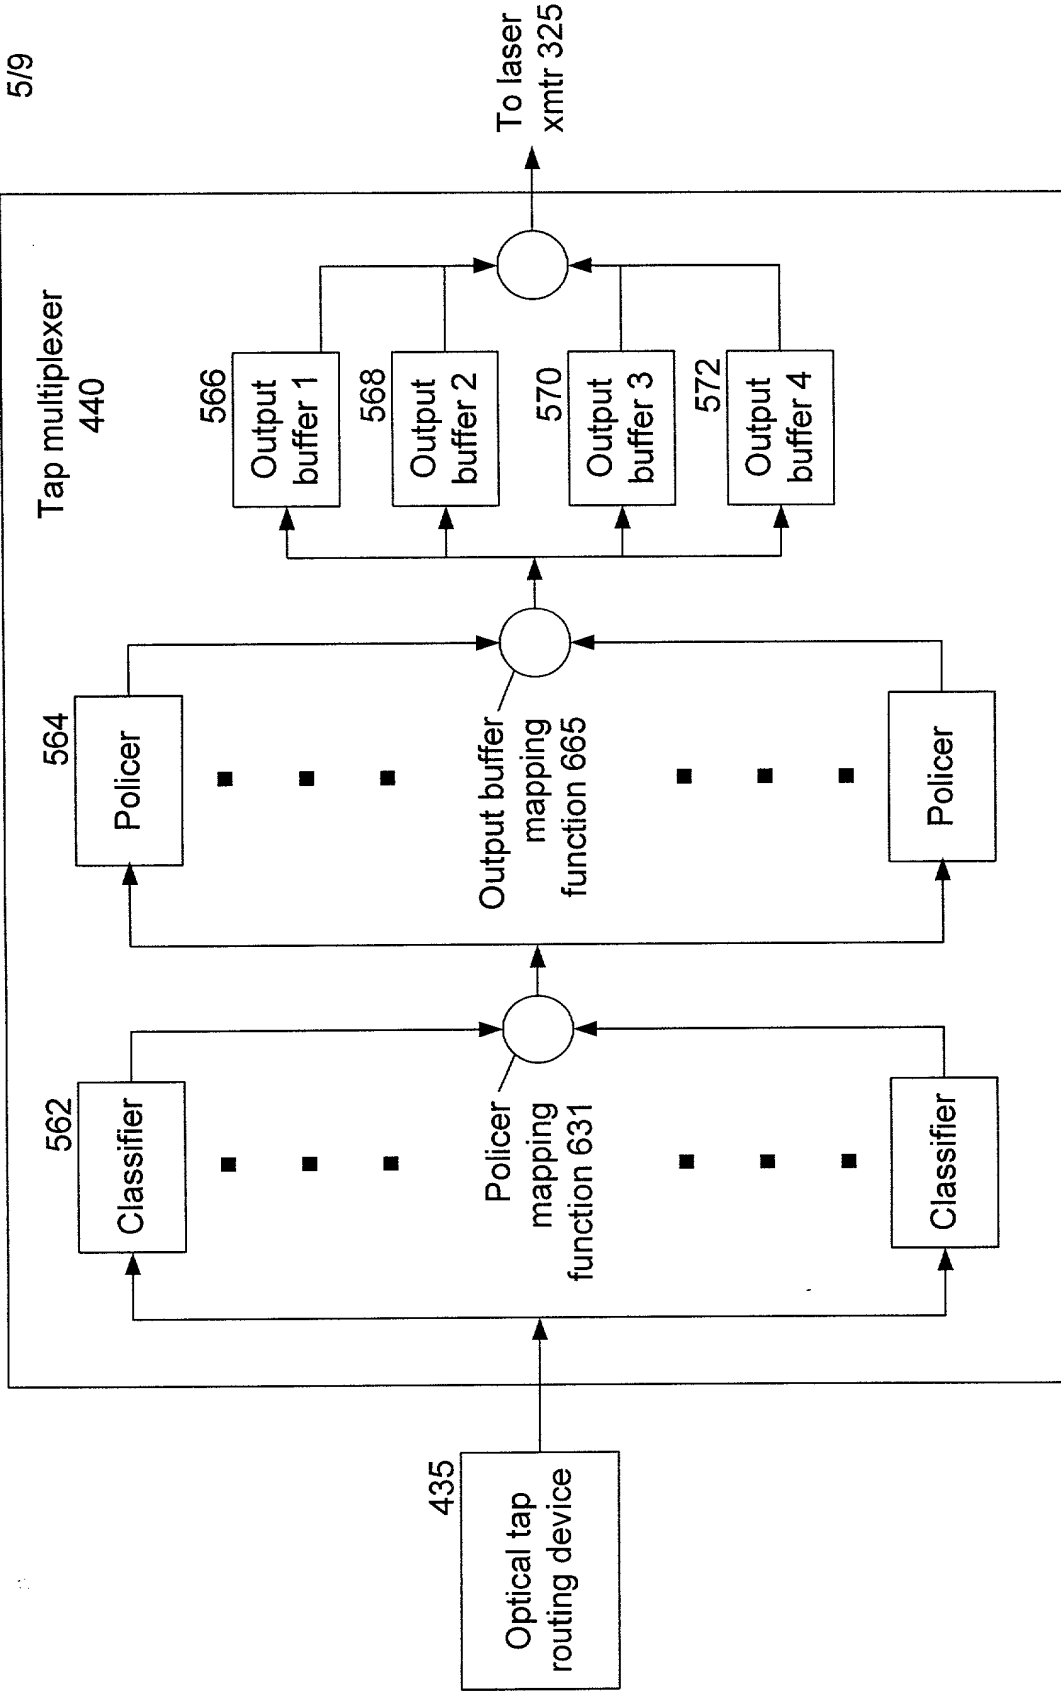 5/9
Tap multiplexer
440
Optical tap
routing device
435
562
Classifier
Classifier
Policer
mapping
function 631
564
Policer
Policer
Output buffer
mapping
function 665
566
Output
buffer 1
568
Output
buffer 2
570
Output
buffer 3
572
Output
buffer 4
To laser
xmtr 325